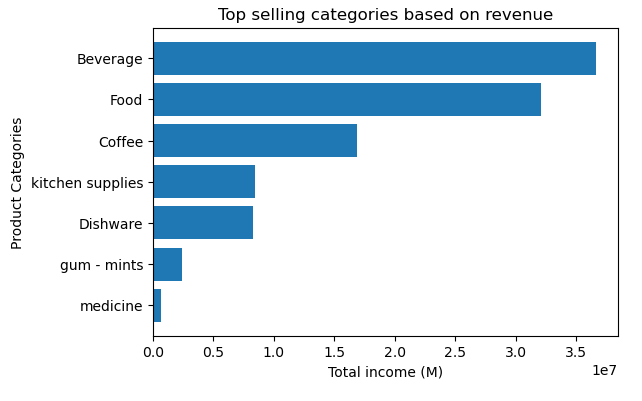 Top selling categories based on revenue
Product Categories
Beverage
Food
Coffee
kitchen supplies
Dishware
gum - mints
medicine
0.0 0.5 1.0 1.5 2.0 2.5 3.0 3.5
1e7
Total income (M)